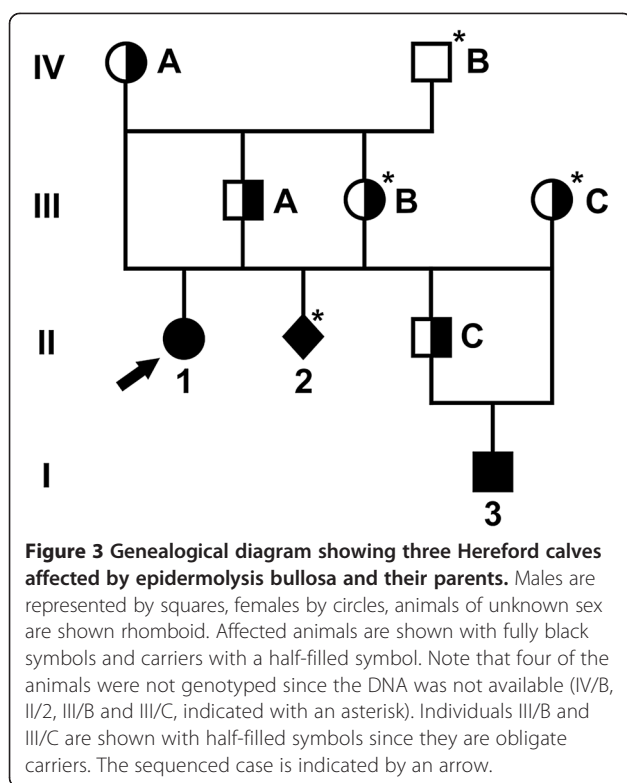 IV A * B
III A * B * C
II 1 * 2 C
I 3
Figure 3 Genealogical diagram showing three Hereford calves
affected by epidermolysis bullosa and their parents. Males are
represented by squares, females by circles, animals of unknown sex
are shown rhomboid. Affected animals are shown with fully black
symbols and carriers with a half-filled symbol. Note that four of the
animals were not genotyped since the DNA was not available (IV/B,
II/2, III/B and III/C, indicated with an asterisk). Individuals III/B and
III/C are shown with half-filled symbols since they are obligate
carriers. The sequenced case is indicated by an arrow.